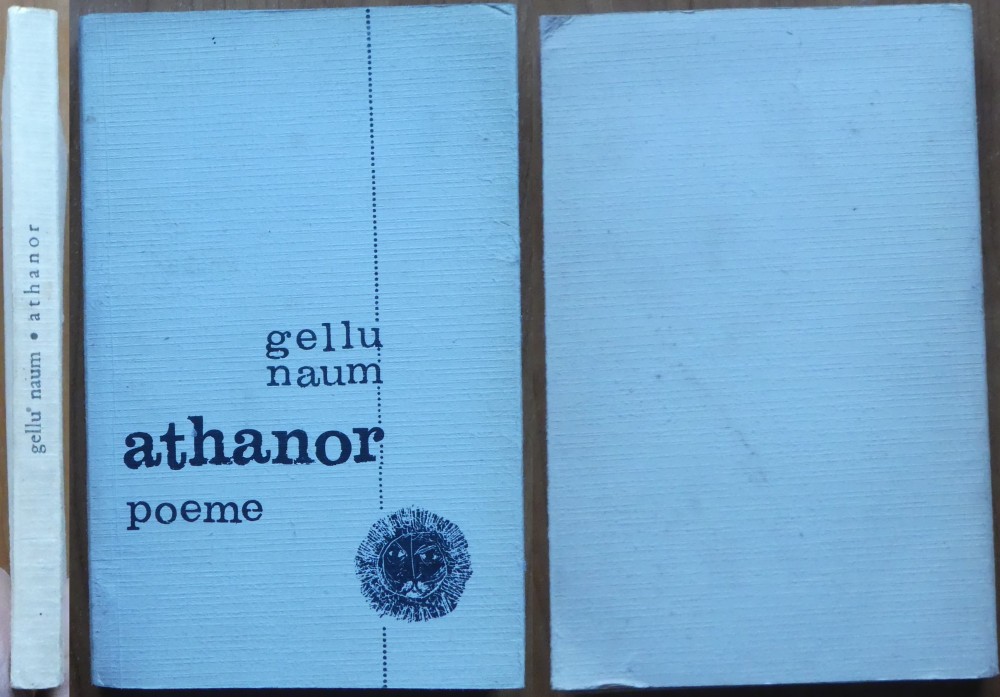 gellu naum • athanor
gellu
naum
athanor
poeme